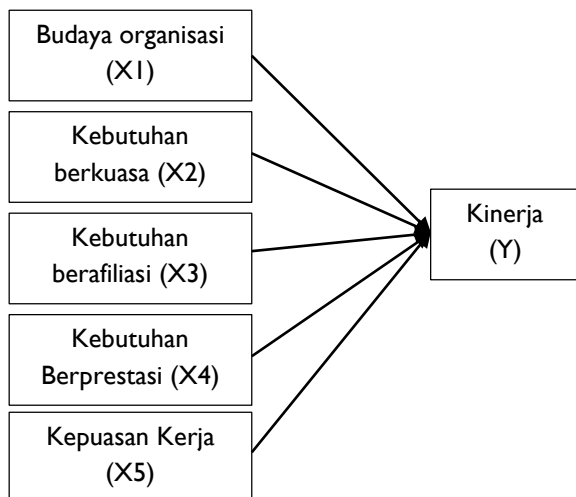 Budaya organisasi
(X1)
Kebutuhan
berkuasa (X2)
Kebutuhan
berafiliasi (X3)
Kebutuhan
Berprestasi (X4)
Kepuasan Kerja
(X5)
Kinerja
(Y)